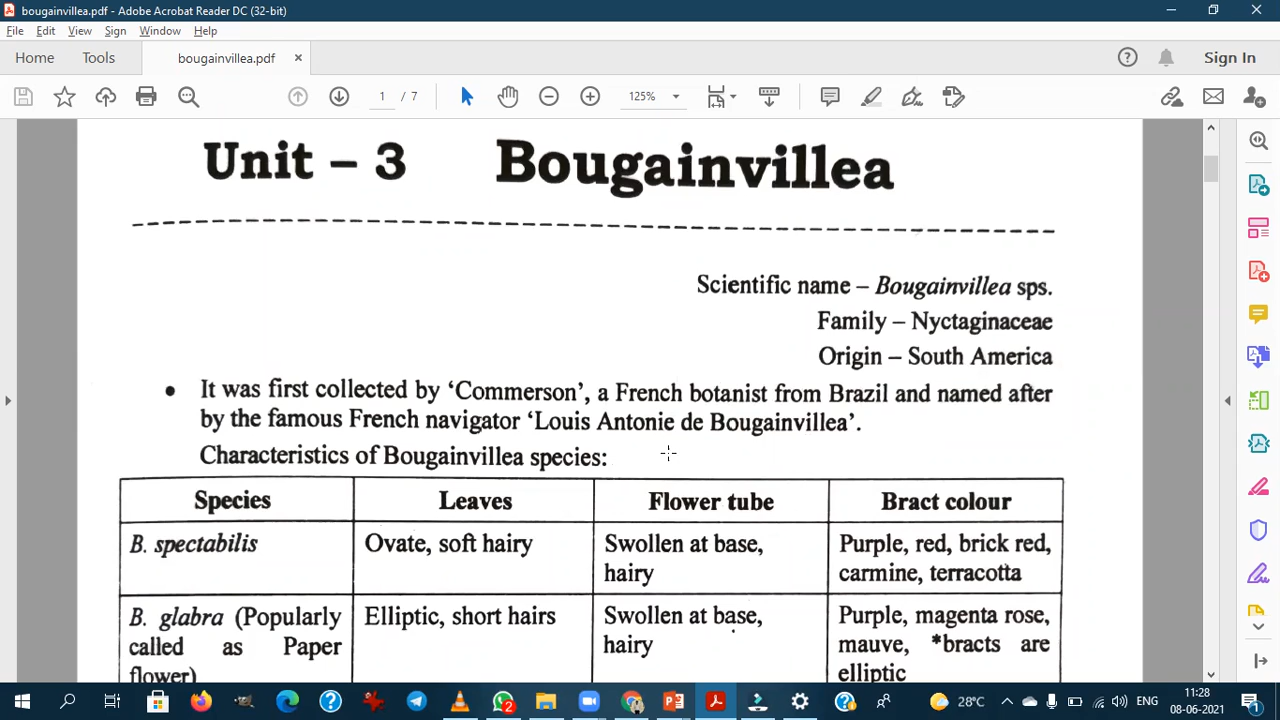 bougainvillea.pdf - Adobe Acrobat Reader DC (32-bit)
File Edit View Sign Window Help
Home Tools bougainvillea.pdf × Sign In
1 / 7 125%
Unit – 3 Bougainvillea
Scientific name – Bougainvillea sps.
Family – Nyctaginaceae
Origin – South America
• It was first collected by ‘Commerson’, a French botanist from Brazil and named after
by the famous French navigator ‘Louis Antonie de Bougainvillea’.
Characteristics of Bougainvillea species:
Species Leaves Flower tube Bract colour
B. spectabilis Ovate, soft hairy Swollen at base, Purple, red, brick red,
hairy carmine, terracotta
B. glabra (Popularly Elliptic, short hairs Swollen at base, Purple, magenta rose,
called as Paper hairy mauve, *bracts are
flower) elliptic
2 28°C ENG 11:28
08-06-2021 1